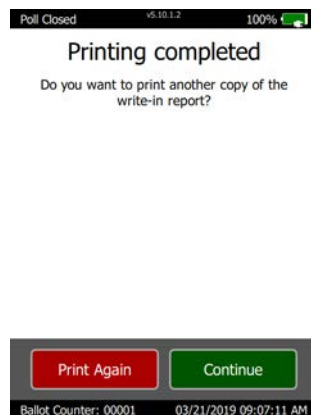 Poll Closed v5.10.1.2 100%
Printing completed
Do you want to print another copy of the
write-in report?
Print Again Continue
Ballot Counter: 00001 03/21/2019 09:07:11 AM